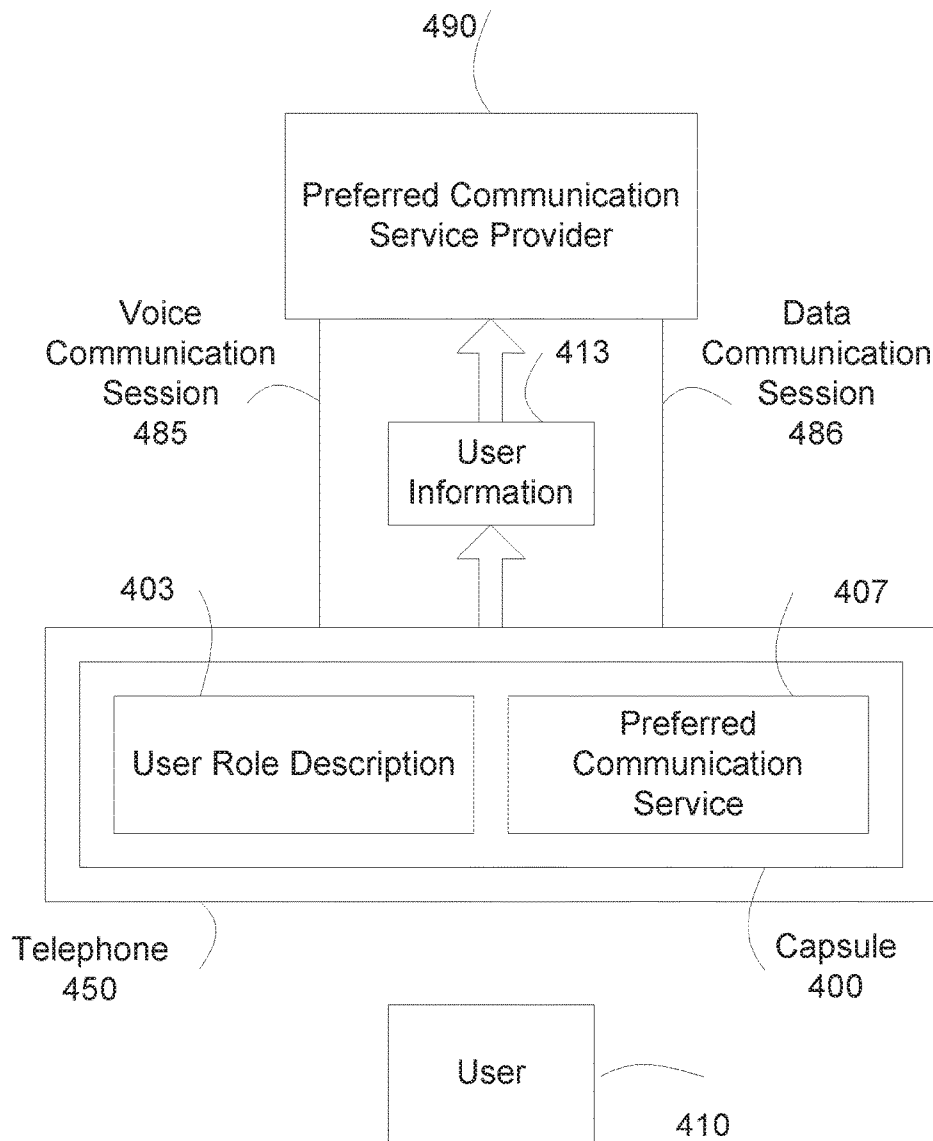 490
Preferred Communication
Service Provider
Voice
Communication
Session
485
Data
Communication
Session
486
413
User
Information
403
407
User Role Description
Preferred
Communication
Service
Telephone
450
Capsule
400
User
410